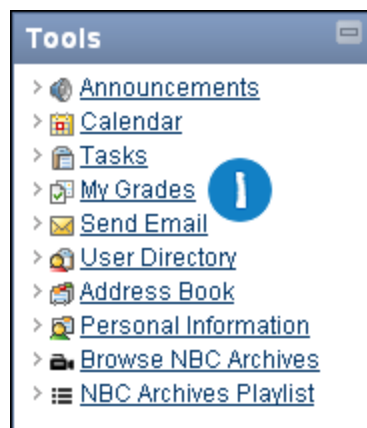 Tools
Announcements
Calendar
Tasks
My Grades
1
Send Email
User Directory
Address Book
Personal Information
Browse NBC Archives
NBC Archives Playlist